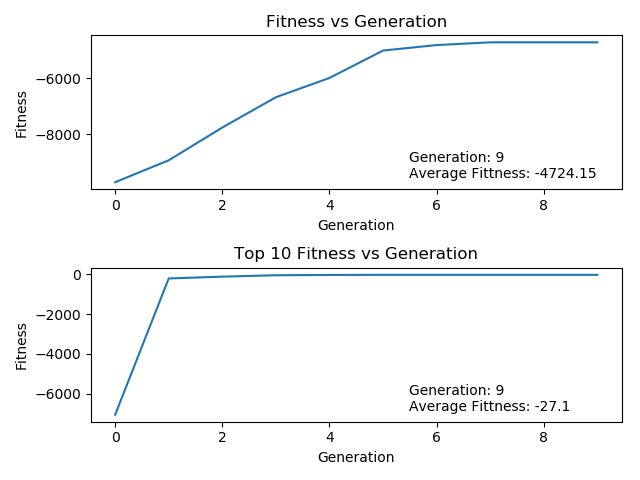 Fitness vs Generation
−6000
−8000
Fitness
Generation: 9
Average Fittness: -4724.15
0 2 4 6 8
Generation
Top 10 Fitness vs Generation
0
−2000
−4000
−6000
Fitness
Generation: 9
Average Fittness: -27.1
0 2 4 6 8
Generation